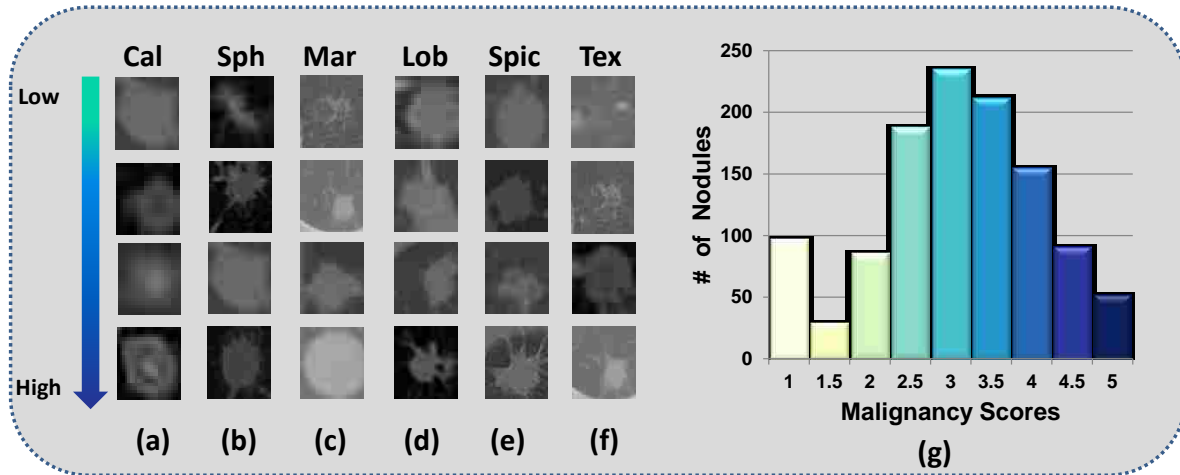 Cal Sph Mar Lob Spic Tex
Low
High
(a) (b) (c) (d) (e) (f)
# of Nodules
250
200
150
100
50
0
1 1.5 2 2.5 3 3.5 4 4.5 5
Malignancy Scores
(g)